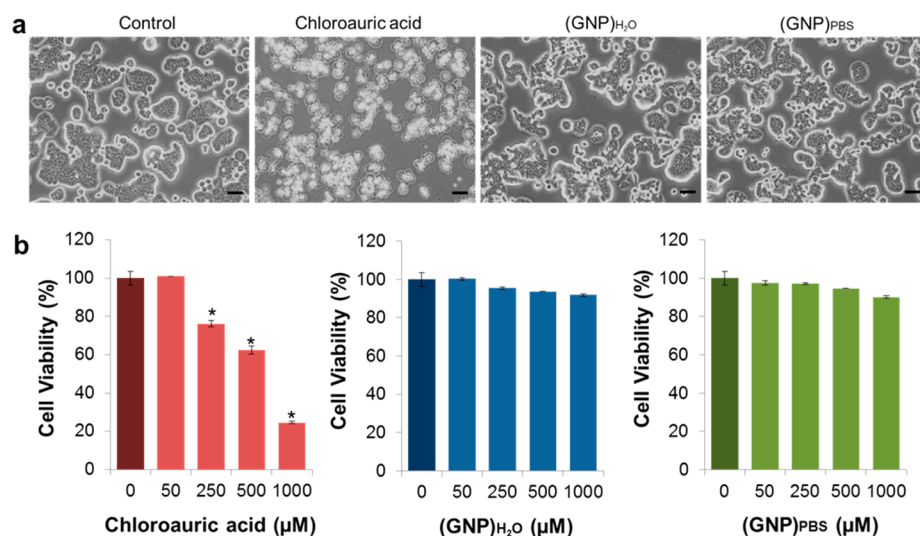 a
Control
Chloroauric acid
(GNP)H₂O
(GNP)PBS
b
Cell Viability (%)
120
100
80
60
40
20
0
*
*
*
0 50 250 500 1000
Chloroauric acid (µM)
Cell Viability (%)
120
100
80
60
40
20
0
0 50 250 500 1000
(GNP)H₂O (µM)
Cell Viability (%)
120
100
80
60
40
20
0
0 50 250 500 1000
(GNP)PBS (µM)